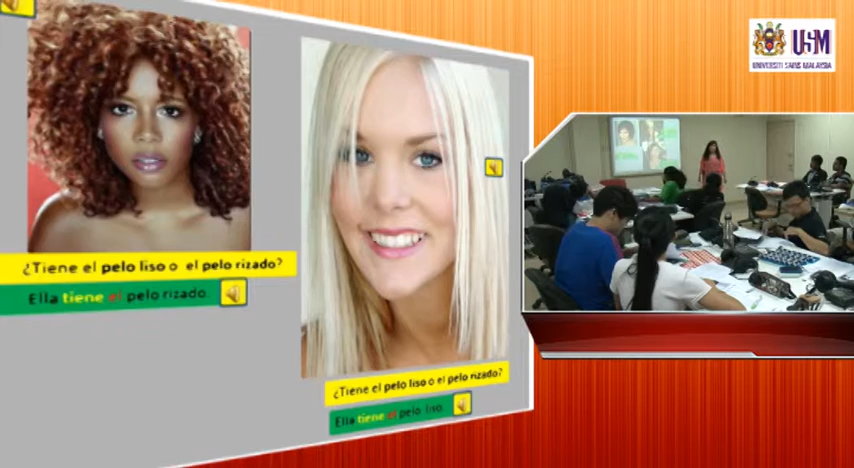 ¿Tiene el pelo liso o el pelo rizado?
Ella tiene el pelo rizado.
¿Tiene el pelo liso o el pelo rizado?
Ella tiene el pelo liso.
USM
UNIVERSITI SAINS MALAYSIA